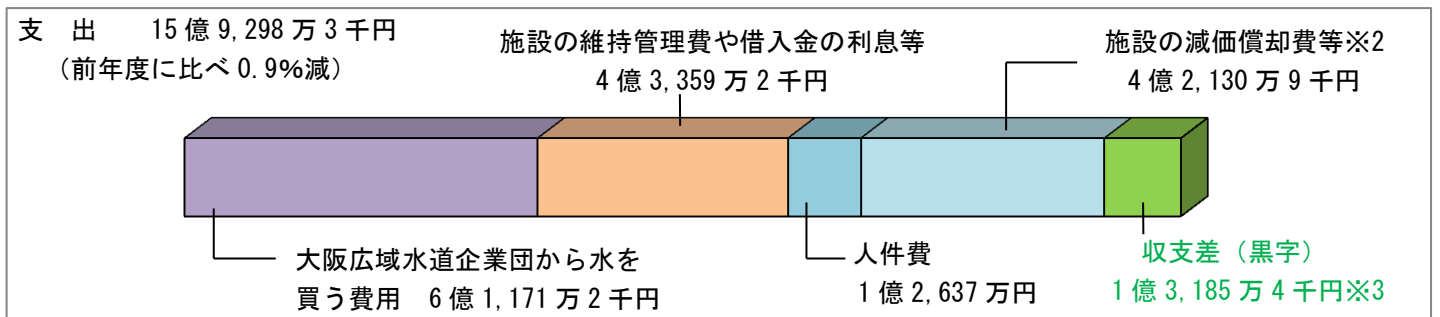 支 出 15億9,298万3千円
(前年度に比べ0.9%減)
施設の維持管理費や借入金の利息等
4億3,359万2千円
施設の減価償却費等※2
4億2,130万9千円
大阪広域水道企業団から水を
買う費用 6億1,171万2千円
人件費
1億2,637万円
収支差(黒字)
1億3,185万4千円※3